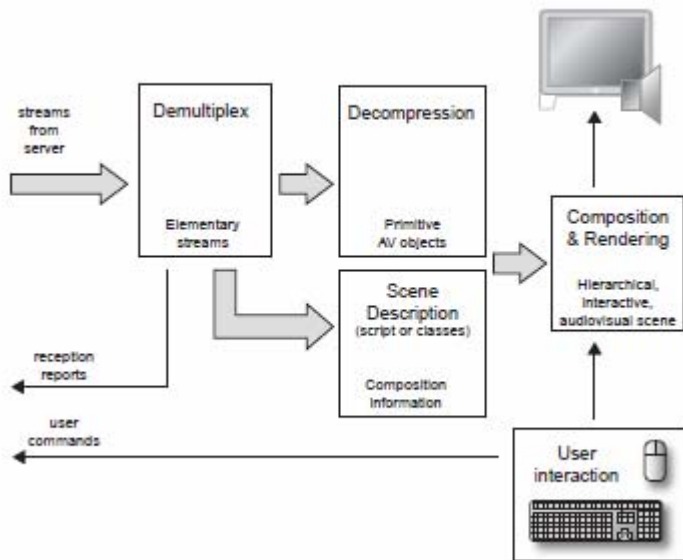 streams
from
server
Demultiplex
Elementary
streams
Decompression
Primitive
AV objects
Scene
Description
(script or classes)
Composition
Information
Composition
& Rendering
Hierarchical,
Interactive,
audiovisual scene
reception
reports
user
commands
User
interaction